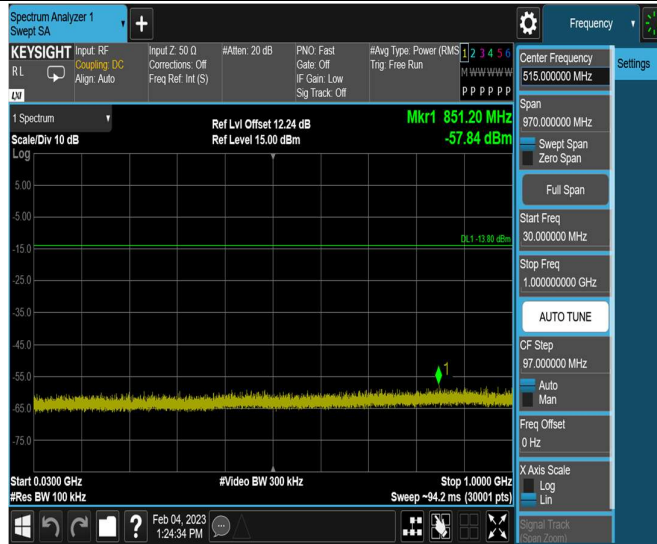 Spectrum Analyzer 1
Swept SA
+
Frequency
KEYSIGHT
RL
LXI
Input: RF
Coupling: DC
Align: Auto
Input Z: 50 Ω
Corrections: Off
Freq Ref: Int (S)
#Atten: 20 dB
PNO: Fast
Gate: Off
IF Gain: Low
Sig Track: Off
#Avg Type: Power (RMS
Trig: Free Run
1 2 3 4 5 6
M W W W W W
P P P P P P
Center Frequency
515.000000 MHz
Settings
Span
970.000000 MHz
Swept Span
Zero Span
Full Span
Start Freq
30.000000 MHz
Stop Freq
1.000000000 GHz
AUTO TUNE
CF Step
97.000000 MHz
Auto
Man
Freq Offset
0 Hz
X Axis Scale
Log
Lin
Signal Track
(Span Zoom)
1 Spectrum
Scale/Div 10 dB
Log
Ref Lvl Offset 12.24 dB
Ref Level 15.00 dBm
Mkr1 851.20 MHz
-57.84 dBm
5.00
-5.00
DL1 -13.80 dBm
-15.0
-25.0
-35.0
-45.0
1
-55.0
-65.0
-75.0
Start 0.0300 GHz
#Res BW 100 kHz
#Video BW 300 kHz
Stop 1.0000 GHz
Sweep ~94.2 ms (30001 pts)
?
Feb 04, 2023
1:24:34 PM